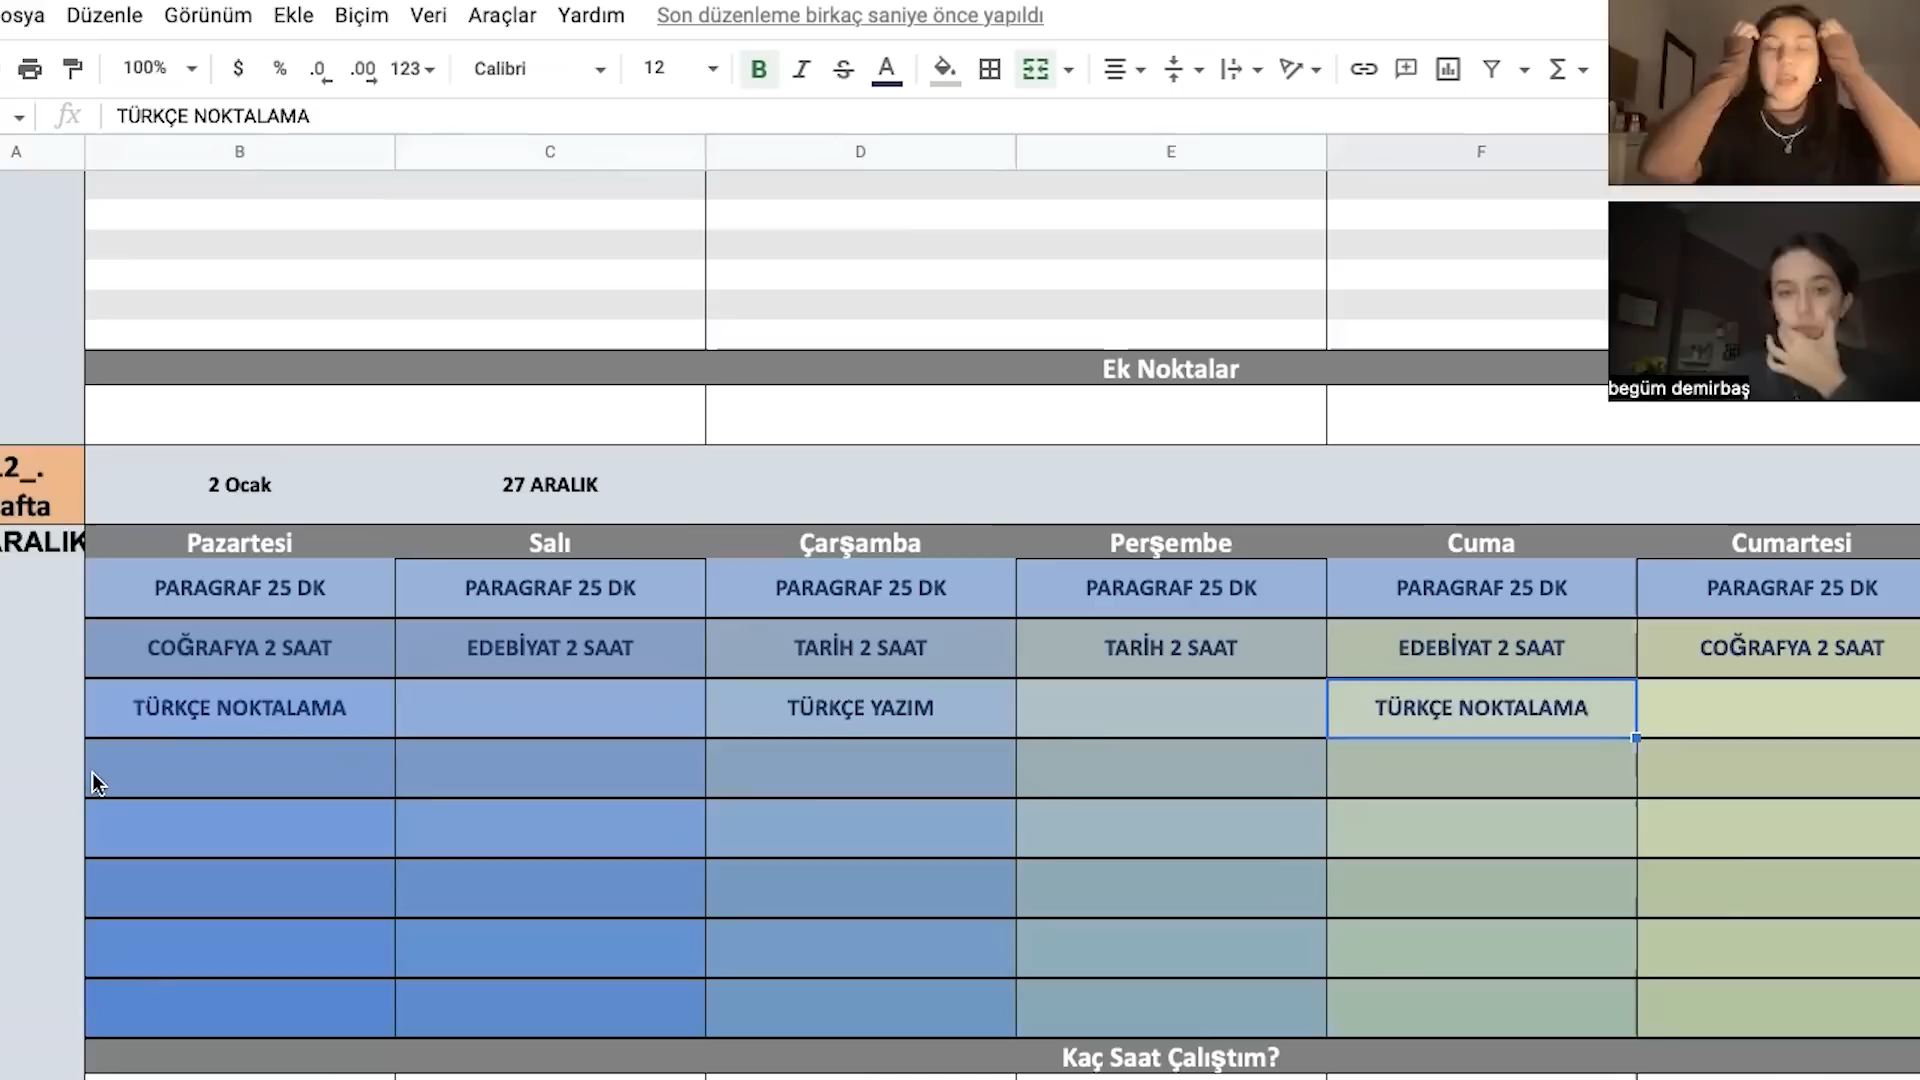 osya Düzenle Görünüm Ekle Biçim Veri Araçlar Yardım Son düzenleme birkaç saniye önce yapıldı
100% $ % .0 .00 123 Calibri 12 B I S A
fx TÜRKÇE NOKTALAMA
A B C D E F
Ek Noktalar
begüm demirbaş
12_. 2 Ocak 27 ARALIK
afta
ARALIK Pazartesi Salı Çarşamba Perşembe Cuma Cumartesi
PARAGRAF 25 DK PARAGRAF 25 DK PARAGRAF 25 DK PARAGRAF 25 DK PARAGRAF 25 DK PARAGRAF 25 DK
COĞRAFYA 2 SAAT EDEBİYAT 2 SAAT TARİH 2 SAAT TARİH 2 SAAT EDEBİYAT 2 SAAT COĞRAFYA 2 SAAT
TÜRKÇE NOKTALAMA TÜRKÇE YAZIM TÜRKÇE NOKTALAMA
Kaç Saat Çalıştım?